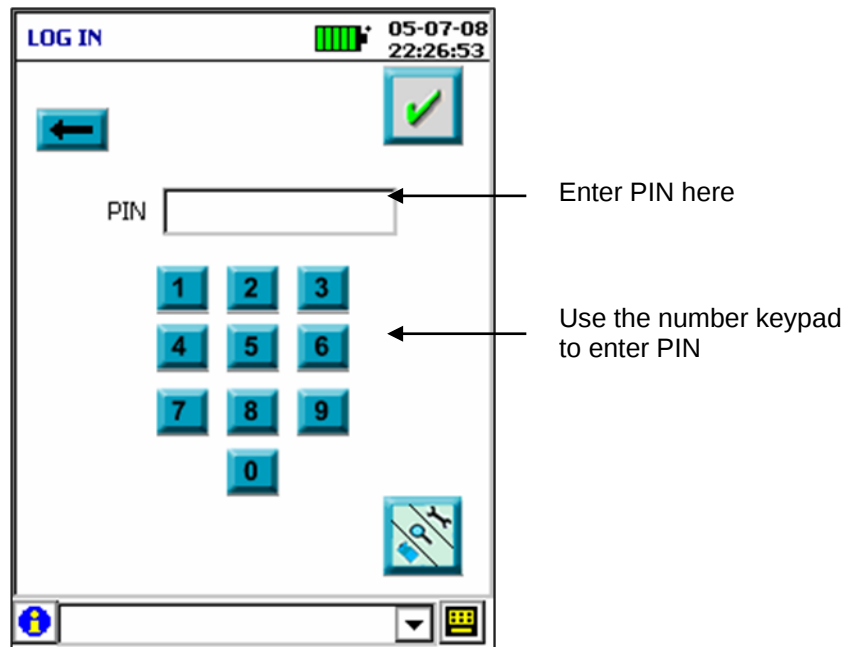 LOG IN
05-07-08
22:26:53
PIN
Enter PIN here
1 2 3
4 5 6
Use the number keypad
to enter PIN
7 8 9
0